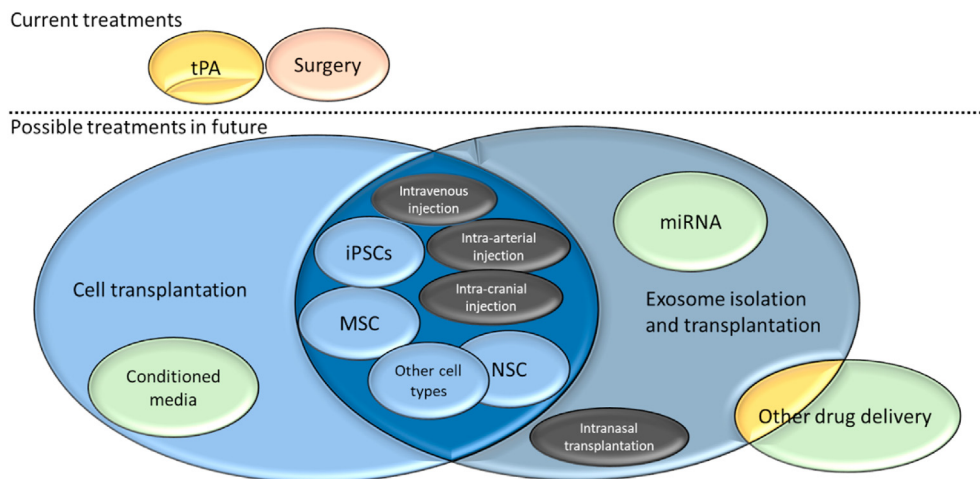 Current treatments
tPA
Surgery
Possible treatments in future
Intravenous
injection
iPSCs
Intra-arterial
injection
Intra-cranial
injection
MSC
Other cell
types
NSC
Cell transplantation
Conditioned
media
miRNA
Exosome isolation
and transplantation
Intranasal
transplantation
Other drug delivery